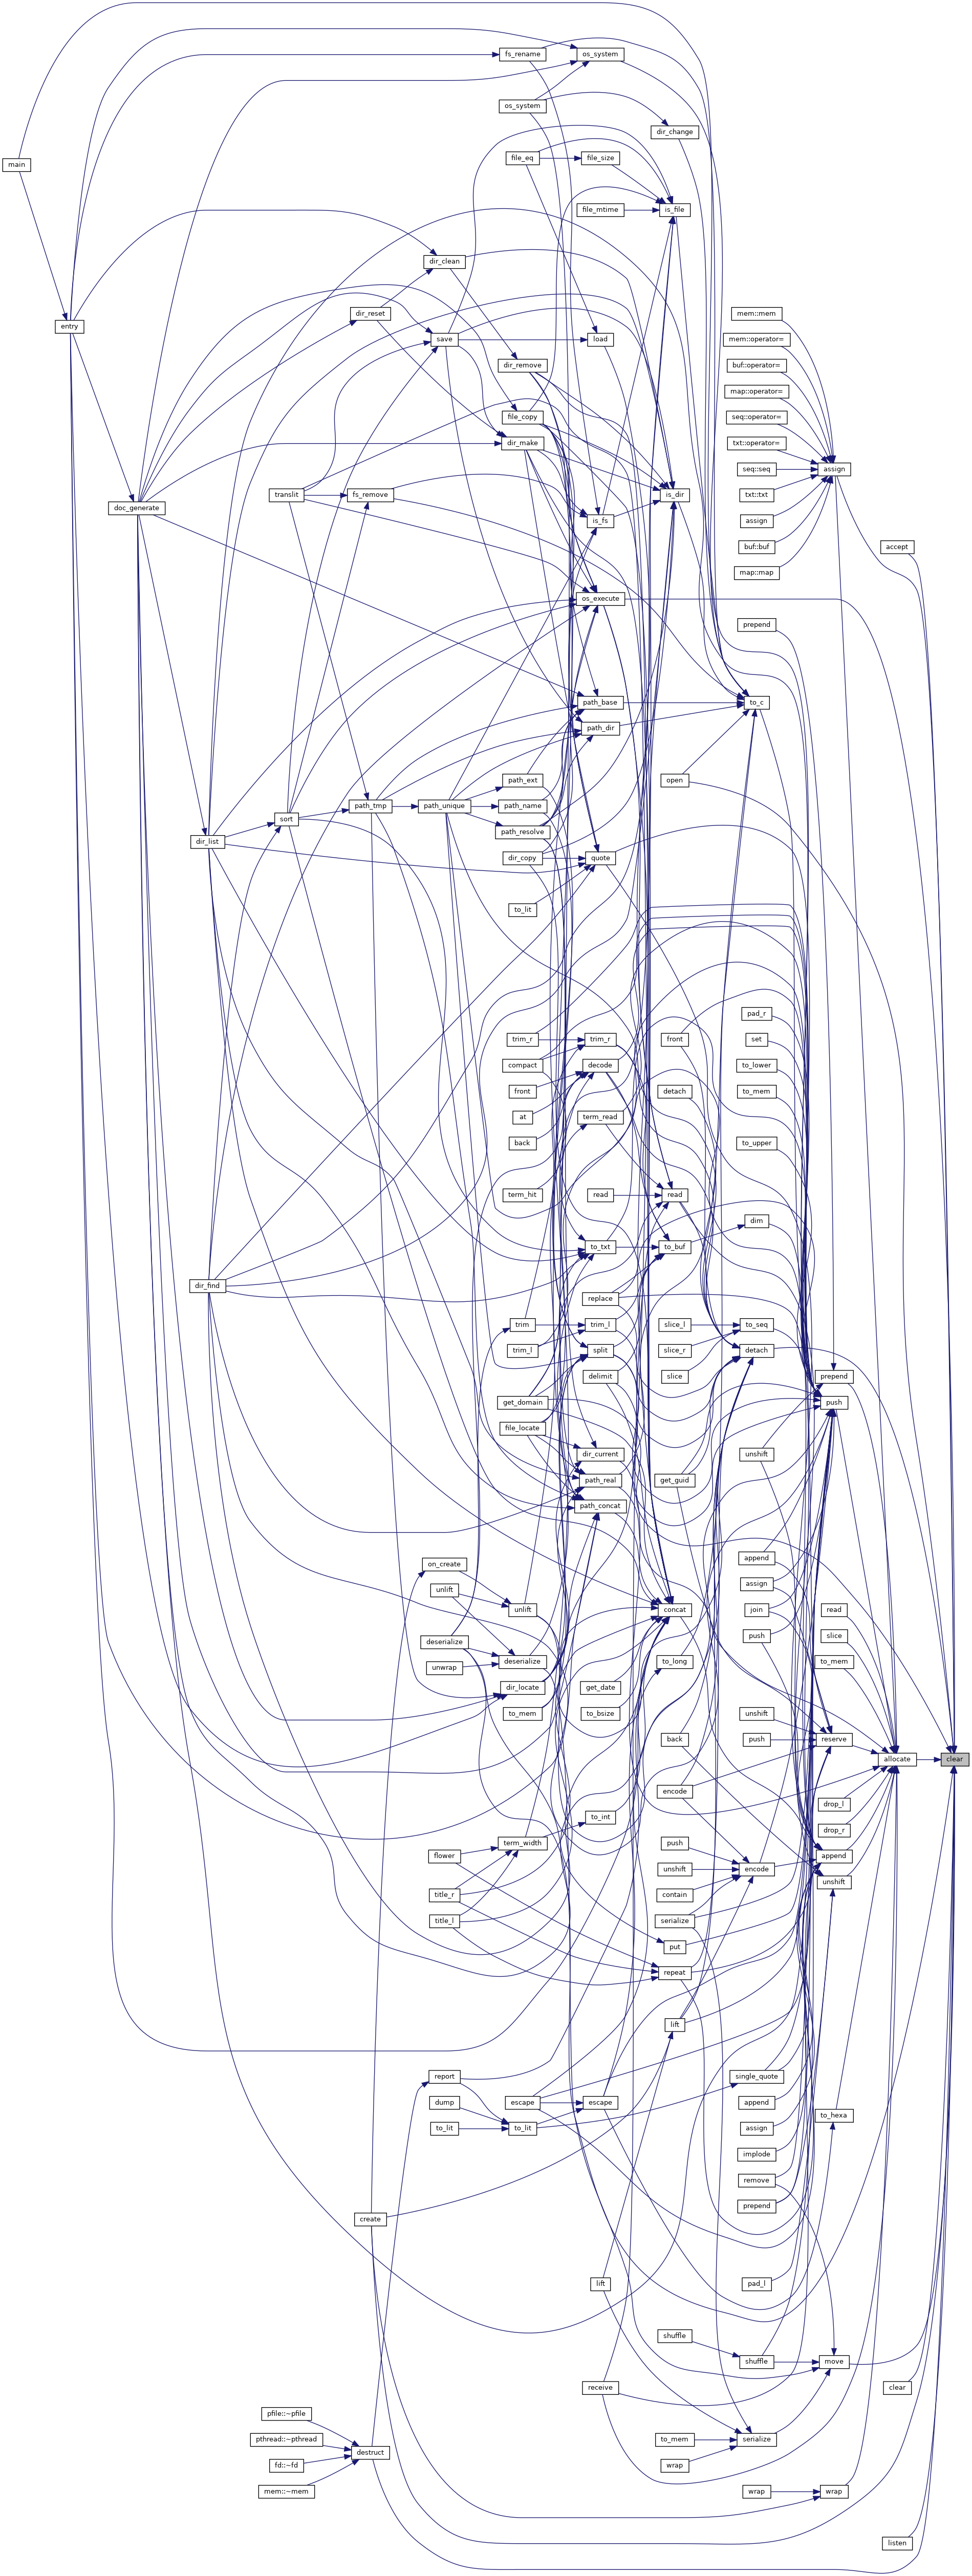 fs_rename
os_system
os_system
dir_change
file_eq
file_size
main
file_mtime
is_file
dir_clean
mem::mem
dir_reset
entry
save
load
mem::operator=
dir_remove
buf::operator=
map::operator=
file_copy
seq::operator=
dir_make
txt::operator=
assign
seq::seq
translit
fs_remove
is_dir
txt::txt
doc_generate
is_fs
assign
accept
buf::buf
map::map
os_execute
prepend
path_base
to_c
path_dir
path_ext
open
path_tmp
path_unique
path_name
sort
path_resolve
dir_list
dir_copy
quote
to_lit
pad_r
trim_r
trim_r
front
set
compact
decode
to_lower
front
detach
to_mem
at
term_read
back
to_upper
term_hit
read
read
dim
to_txt
to_buf
dir_find
replace
trim
trim_l
slice_l
to_seq
trim_l
split
slice_r
detach
delimit
slice
prepend
get_domain
push
file_locate
dir_current
unshift
path_real
get_guid
path_concat
on_create
append
unlift
assign
unlift
concat
join
read
deserialize
push
slice
deserialize
to_long
to_mem
unwrap
dir_locate
get_date
to_mem
to_bsize
unshift
back
push
reserve
allocate
clear
encode
drop_l
to_int
drop_r
term_width
push
flower
append
unshift
encode
unshift
title_r
contain
title_l
serialize
put
repeat
lift
report
single_quote
dump
escape
escape
append
to_hexa
to_lit
to_lit
assign
implode
remove
prepend
create
pad_l
lift
shuffle
shuffle
move
receive
clear
pfile::~pfile
pthread::~pthread
to_mem
serialize
destruct
fd::~fd
wrap
mem::~mem
wrap
wrap
listen